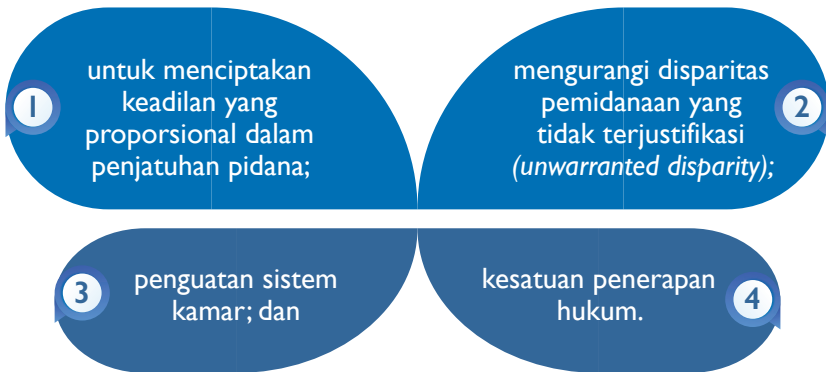 1
untuk menciptakan
keadilan yang
proporsional dalam
penjatuhan pidana;
mengurangi disparitas
pemidanaan yang
tidak terjustifikasi
(unwarranted disparity);
2
3
penguatan sistem
kamar; dan
kesatuan penerapan
hukum.
4